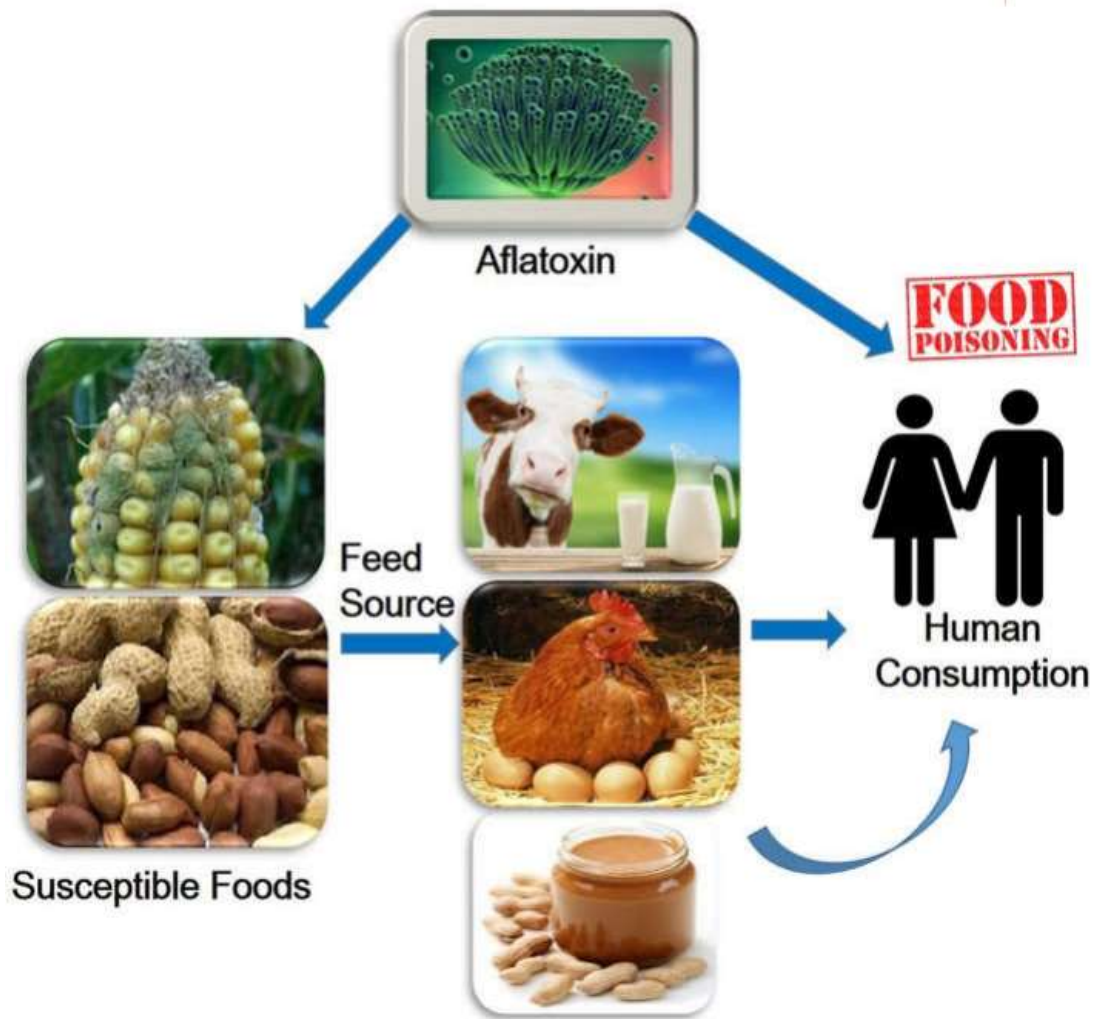 Aflatoxin
FOOD
POISONING
Feed
Source
Human
Consumption
Susceptible Foods